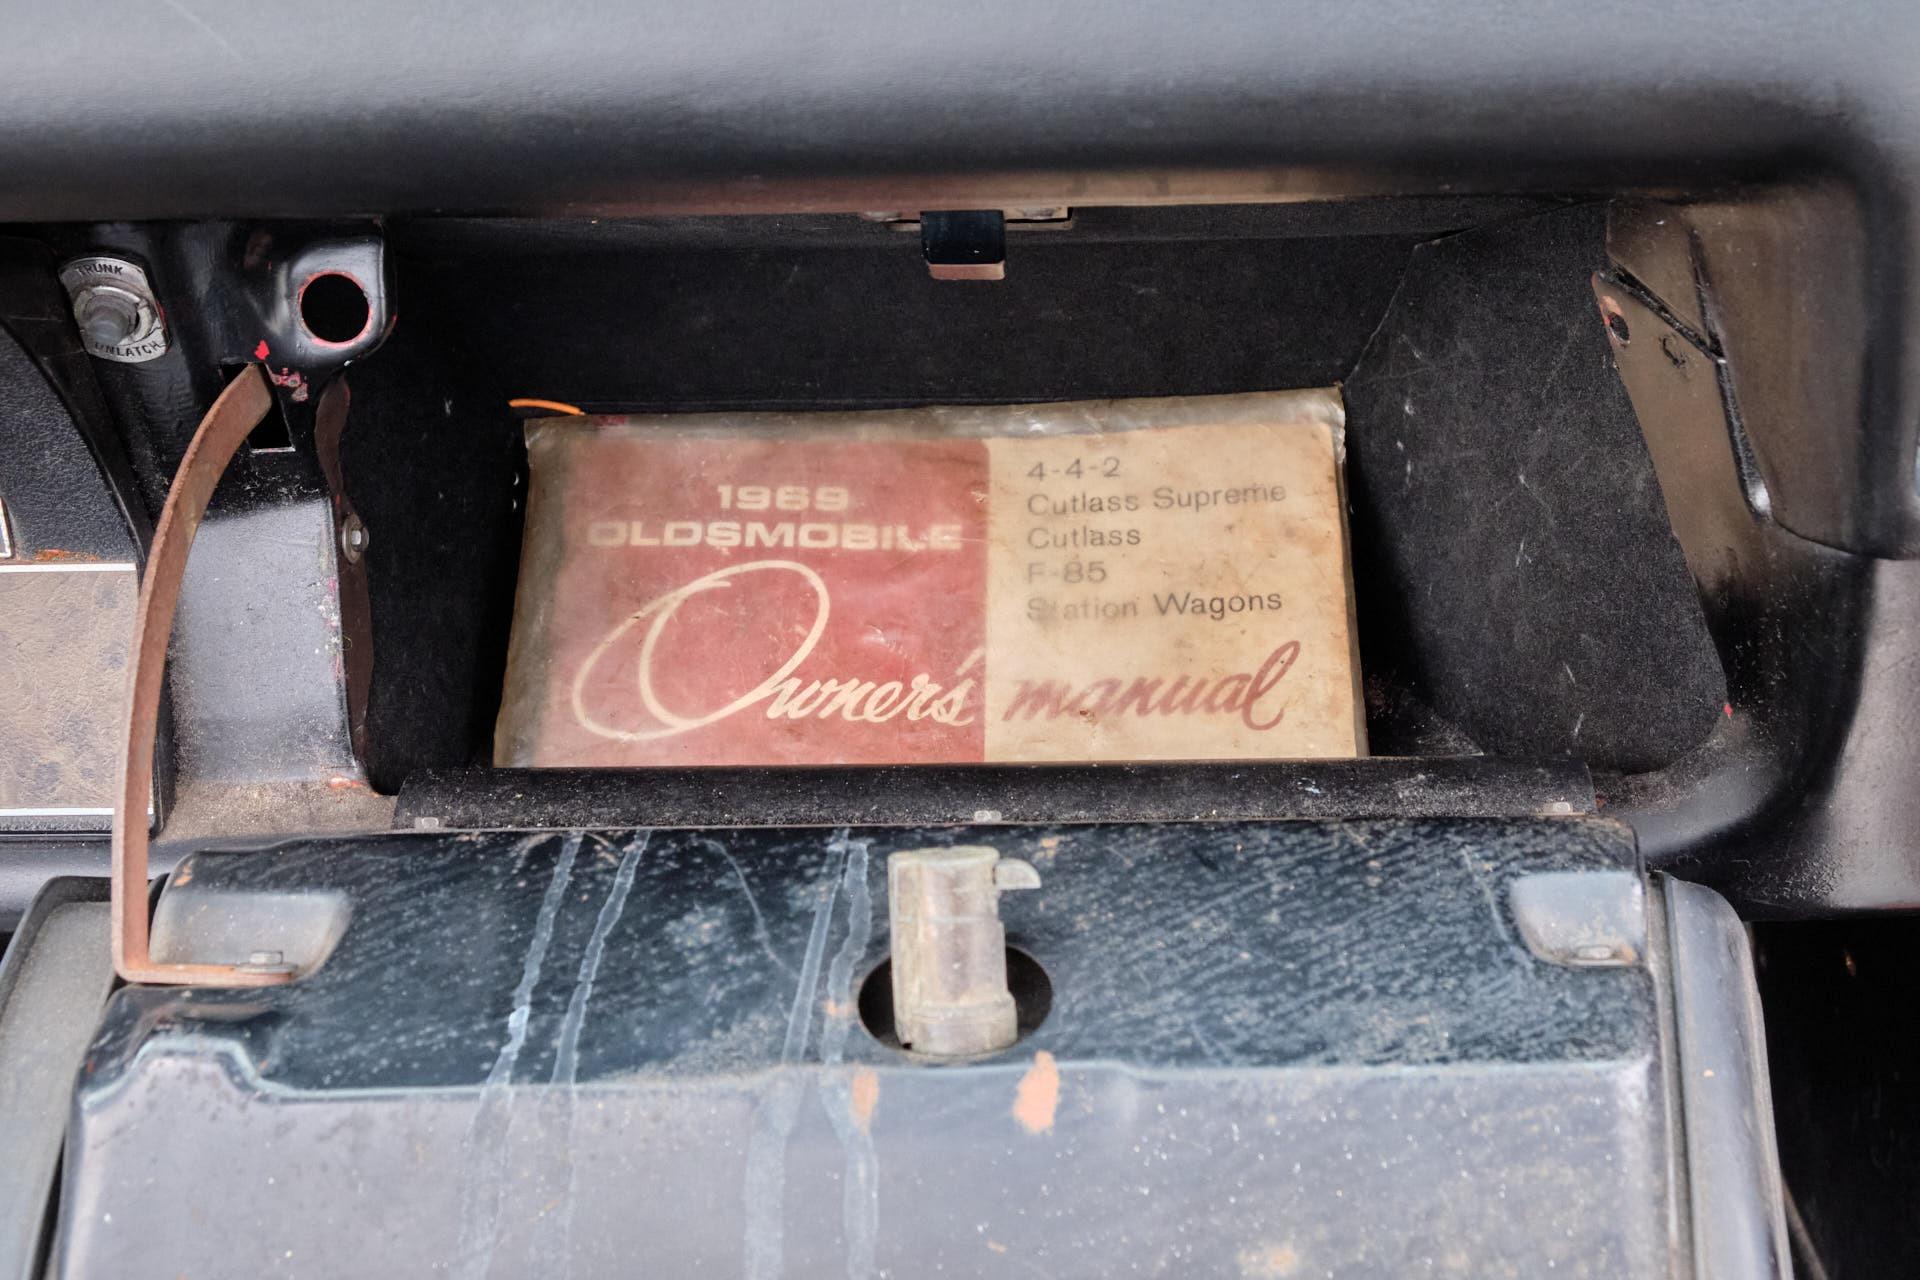 TRUNK
UNLATCH
1969
OLDSMOBILE
Owner's manual
4-4-2
Cutlass Supreme
Cutlass
F-85
Station Wagons